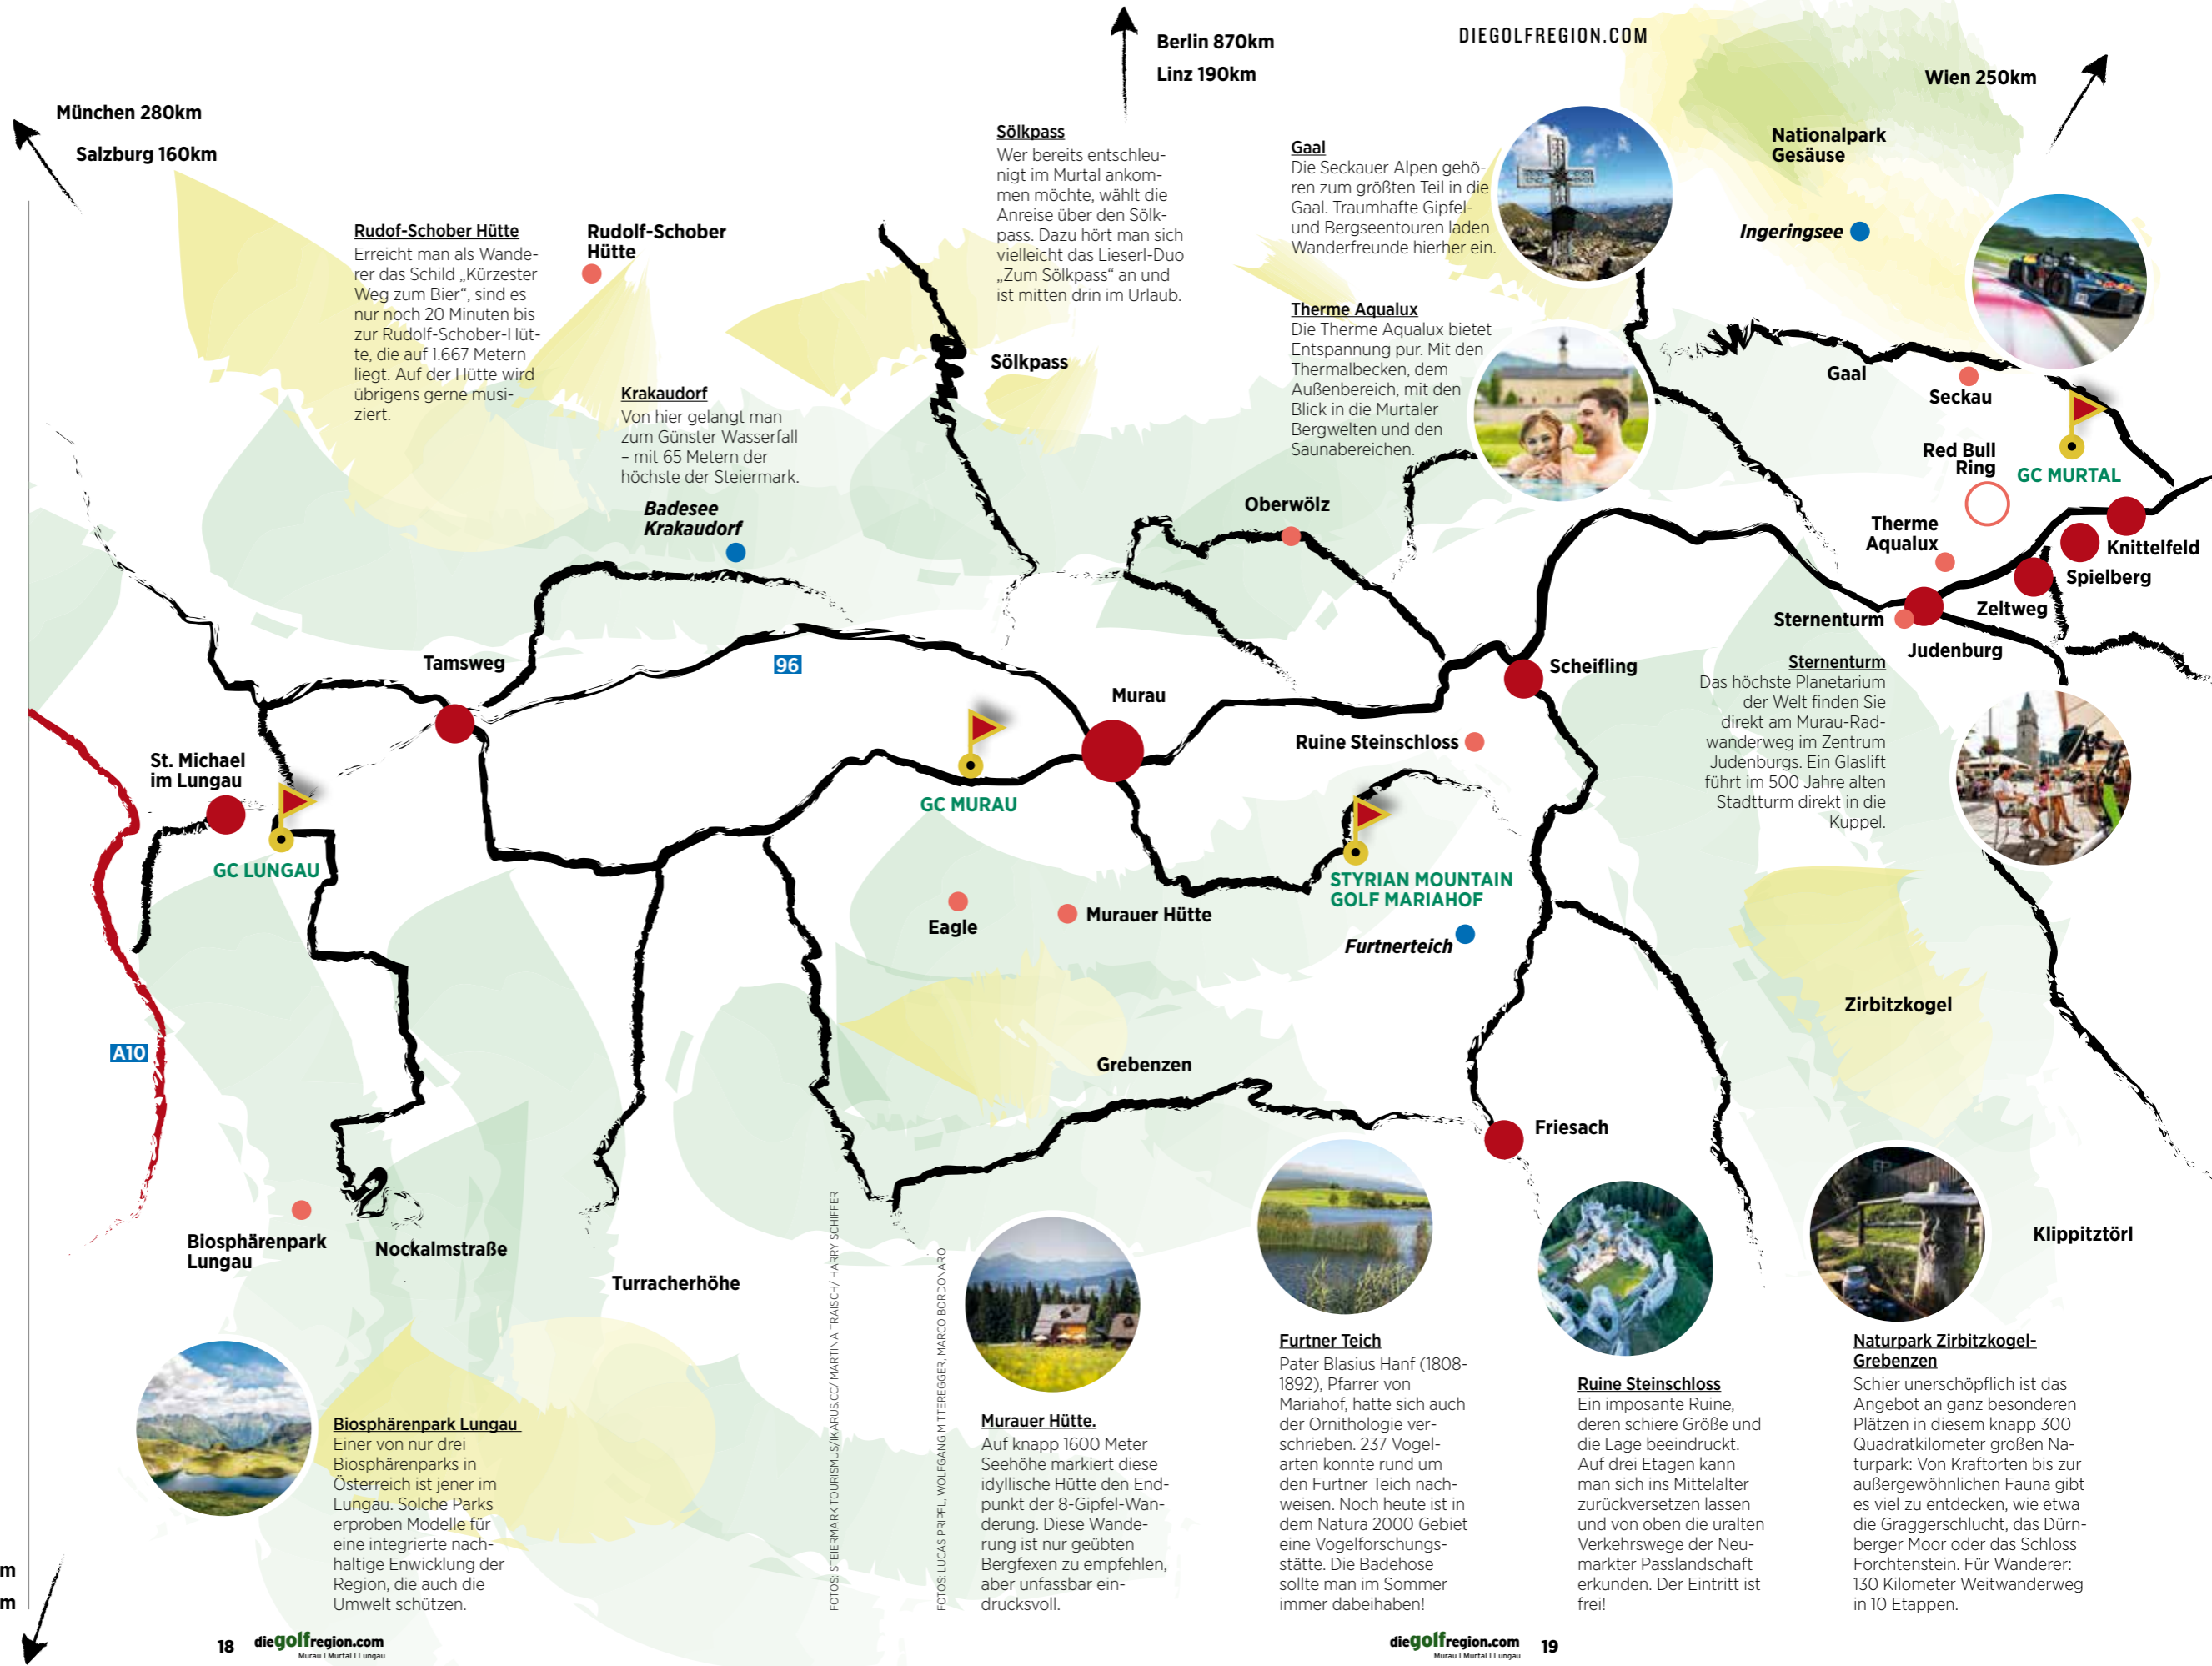 DIEGOLFREGION.COM
München 280km
Salzburg 160km
Berlin 870km
Linz 190km
Wien 250km
Rudof-Schober Hütte
Erreicht man als Wande-
rer das Schild „Kürzester
Weg zum Bier“, sind es
nur noch 20 Minuten bis
zur Rudolf-Schober-Hüt-
te, die auf 1.667 Metern
liegt. Auf der Hütte wird
übrigens gerne musi-
ziert.
Rudolf-Schober
Hütte
Krakaudorf
Von hier gelangt man
zum Günster Wasserfall
– mit 65 Metern der
höchste der Steiermark.
Badesee
Krakaudorf
Sölkpass
Wer bereits entschleu-
nigt im Murtal ankom-
men möchte, wählt die
Anreise über den Sölk-
pass. Dazu hört man sich
vielleicht das Lieserl-Duo
„Zum Sölkpass“ an und
ist mitten drin im Urlaub.
Sölkpass
Gaal
Die Seckauer Alpen gehö-
ren zum größten Teil in die
Gaal. Traumhafte Gipfel-
und Bergseentouren laden
Wanderfreunde hierher ein.
Therme Aqualux
Die Therme Aqualux bietet
Entspannung pur. Mit den
Thermalbecken, dem
Außenbereich, mit den
Blick in die Murtaler
Bergwelten und den
Saunabereichen.
Nationalpark
Gesäuse
Ingeringsee
Gaal
Seckau
Red Bull
Ring
GC MURTAL
Therme
Aqualux
Knittelfeld
Spielberg
Zeltweg
Sternenturm
Judenburg
Oberwölz
Tamsweg
96
Murau
Scheifling
Sternenturm
Das höchste Planetarium
der Welt finden Sie
direkt am Murau-Rad-
wanderweg im Zentrum
Judenburgs. Ein Glaslift
führt im 500 Jahre alten
Stadtturm direkt in die
Kuppel.
Ruine Steinschloss
St. Michael
im Lungau
GC LUNGAU
GC MURAU
STYRIAN MOUNTAIN
GOLF MARIAHOF
Eagle
Murauer Hütte
Furtnerteich
Zirbitzkogel
A10
Grebenzen
Friesach
Biosphärenpark
Lungau
Nockalmstraße
Turracherhöhe
Klippitztörl
Biosphärenpark Lungau
Einer von nur drei
Biosphärenparks in
Österreich ist jener im
Lungau. Solche Parks
erproben Modelle für
eine integrierte nach-
haltige Enwicklung der
Region, die auch die
Umwelt schützen.
FOTOS: STEIERMARK TOURISMUS/IKARUS.CC/ MARTINA TRAISCH/ HARRY SCHIFFER
FOTOS: LUCAS PRIPFL, WOLFGANG MITTEREGGER, MARCO BORDONARO
Murauer Hütte.
Auf knapp 1600 Meter
Seehöhe markiert diese
idyllische Hütte den End-
punkt der 8-Gipfel-Wan-
derung. Diese Wande-
rung ist nur geübten
Bergfexen zu empfehlen,
aber unfassbar ein-
drucksvoll.
Furtner Teich
Pater Blasius Hanf (1808-
1892), Pfarrer von
Mariahof, hatte sich auch
der Ornithologie ver-
schrieben. 237 Vogel-
arten konnte rund um
den Furtner Teich nach-
weisen. Noch heute ist in
dem Natura 2000 Gebiet
eine Vogelforschungs-
stätte. Die Badehose
sollte man im Sommer
immer dabeihaben!
Ruine Steinschloss
Ein imposante Ruine,
deren schiere Größe und
die Lage beeindruckt.
Auf drei Etagen kann
man sich ins Mittelalter
zurückversetzen lassen
und von oben die uralten
Verkehrswege der Neu-
markter Passlandschaft
erkunden. Der Eintritt ist
frei!
Naturpark Zirbitzkogel-
Grebenzen
Schier unerschöpflich ist das
Angebot an ganz besonderen
Plätzen in diesem knapp 300
Quadratkilometer großen Na-
turpark: Von Kraftorten bis zur
außergewöhnlichen Fauna gibt
es viel zu entdecken, wie etwa
die Graggerschlucht, das Dürn-
berger Moor oder das Schloss
Forchtenstein. Für Wanderer:
130 Kilometer Weitwanderweg
in 10 Etappen.
m
m
18 diegolfregion.com
Murau I Murtal I Lungau
diegolfregion.com 19
Murau I Murtal I Lungau